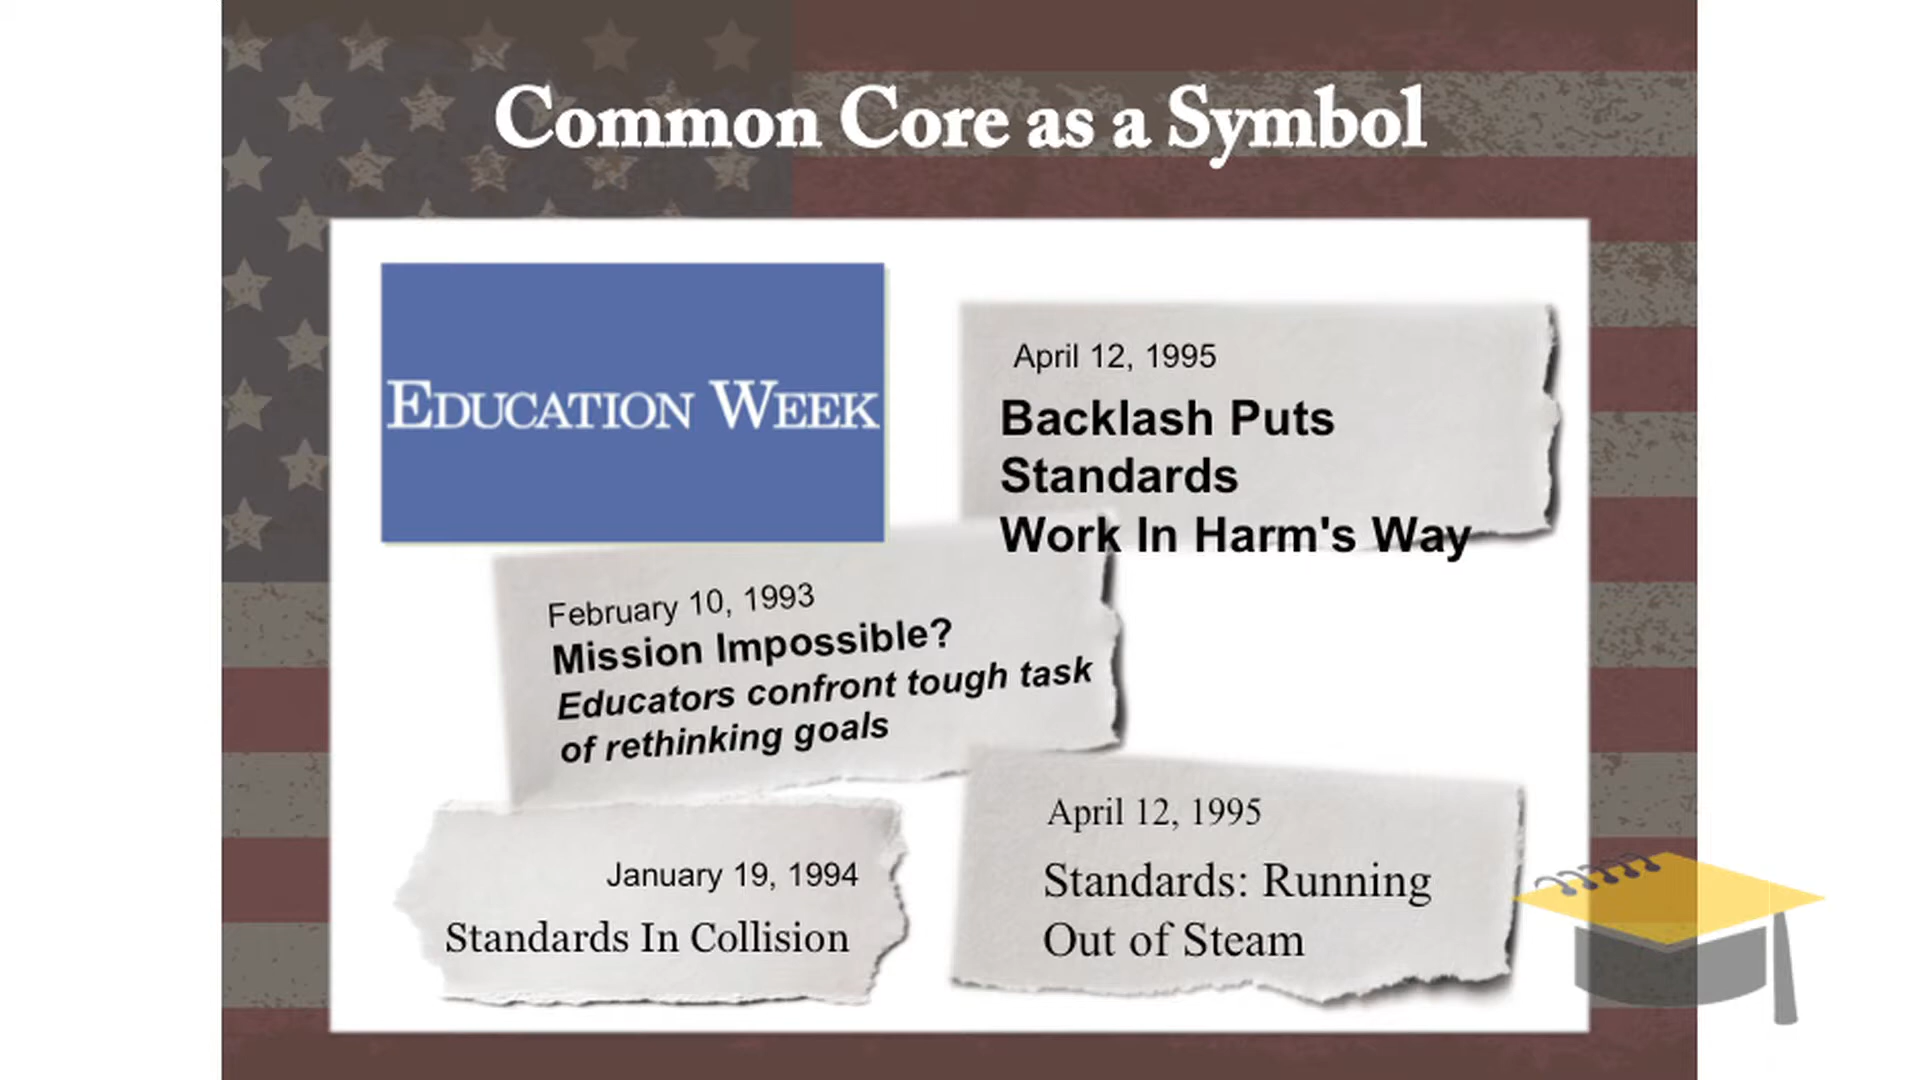 Common Core as a Symbol
EDUCATION WEEK
April 12, 1995
Backlash Puts
Standards
Work In Harm's Way
February 10, 1993
Mission Impossible?
Educators confront tough task
of rethinking goals
January 19, 1994
Standards In Collision
April 12, 1995
Standards: Running
Out of Steam